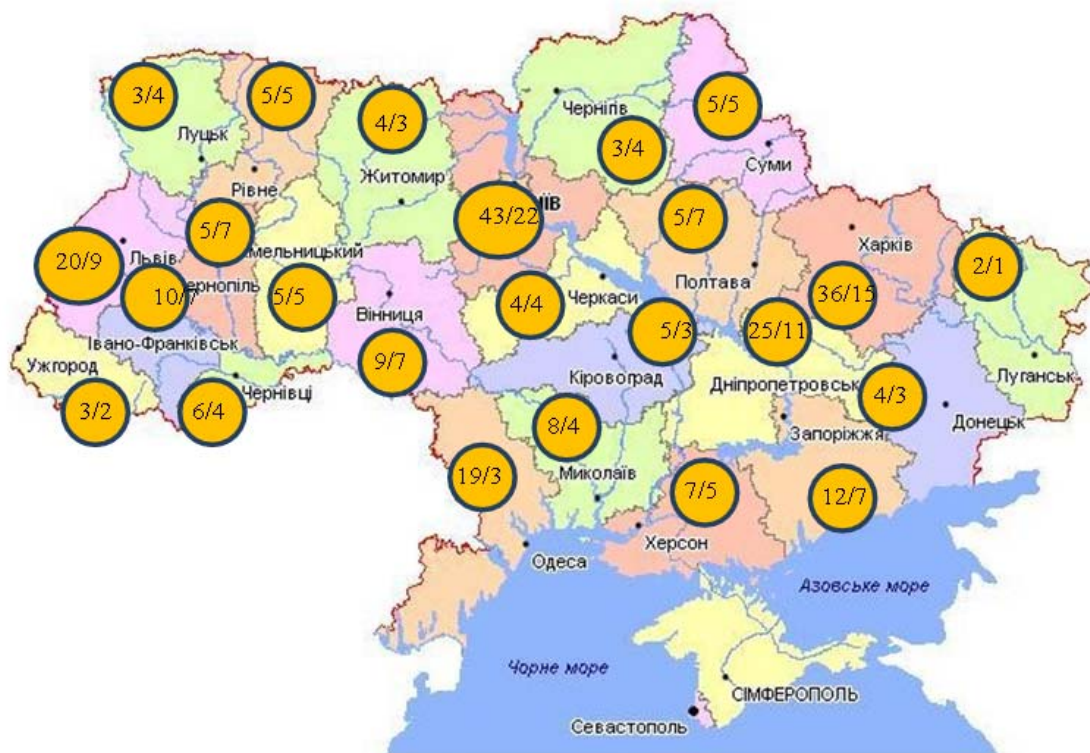 3/4
5/5
4/3
5/5
Чернігів
3/4
Луцьк
Суми
Рівне
Житомир
43/22
5/7
5/7
Харків
Львів
20/9
2/1
10/7
5/5
Полтава
36/15
4/4
Черкаси
Вінниця
5/3
25/11
Івано-Франківськ
Ужгород
9/7
Кіровоград
Луганськ
Чернівці
Дніпропетровськ
3/2
6/4
4/3
Донецьк
8/4
Запоріжжя
19/3
Миколаїв
7/5
12/7
Херсон
Одеса
Азовське море
Чорне море
СІМФЕРОПОЛЬ
Севастополь